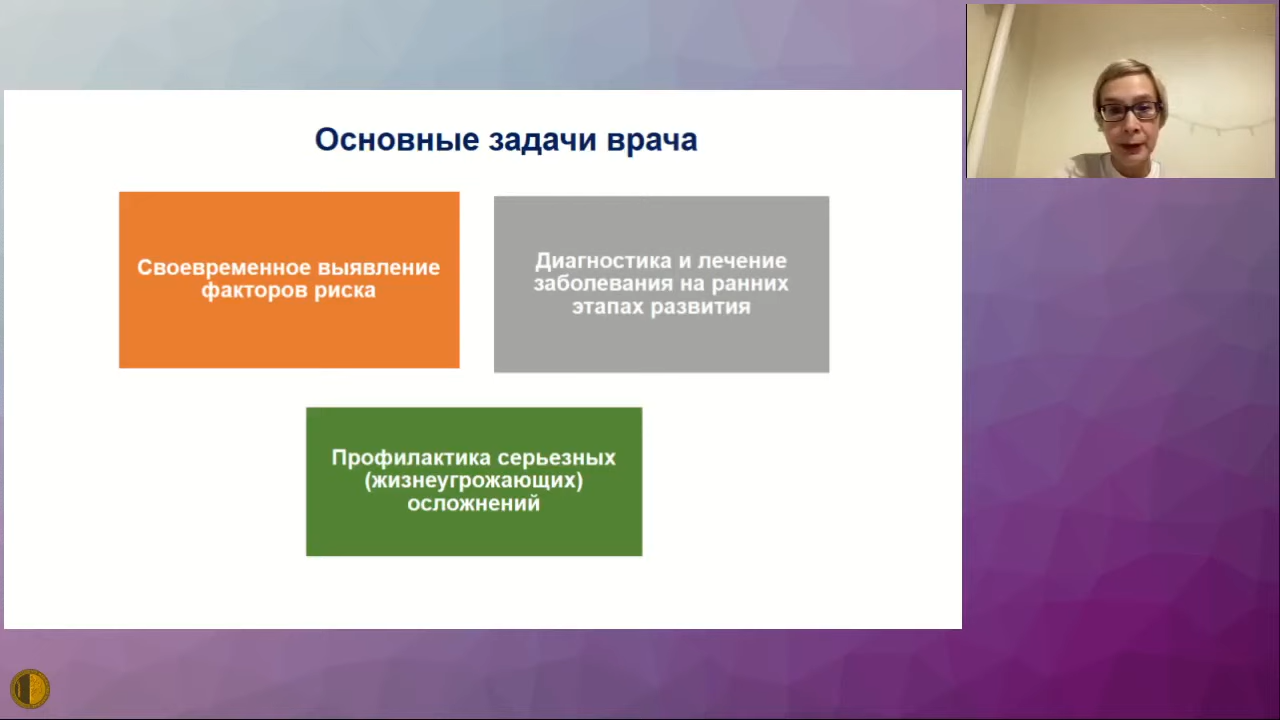 Основные задачи врача
Своевременное выявление
факторов риска
Диагностика и лечение
заболевания на ранних
этапах развития
Профилактика серьезных
(жизнеугрожающих)
осложнений